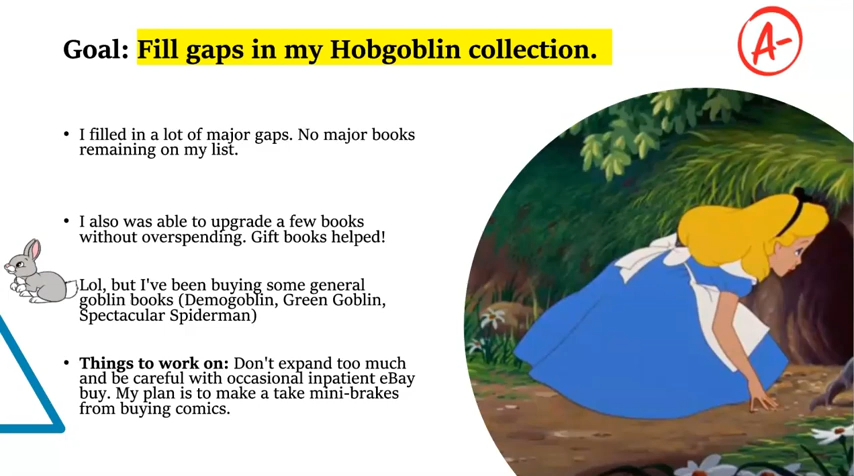 Goal: Fill gaps in my Hobgoblin collection.
A-
• I filled in a lot of major gaps. No major books
remaining on my list.
• I also was able to upgrade a few books
without overspending. Gift books helped!
Lol, but I've been buying some general
goblin books (Demogoblin, Green Goblin,
Spectacular Spiderman)
• Things to work on: Don't expand too much
and be careful with occasional inpatient eBay
buy. My plan is to make a take mini-brakes
from buying comics.